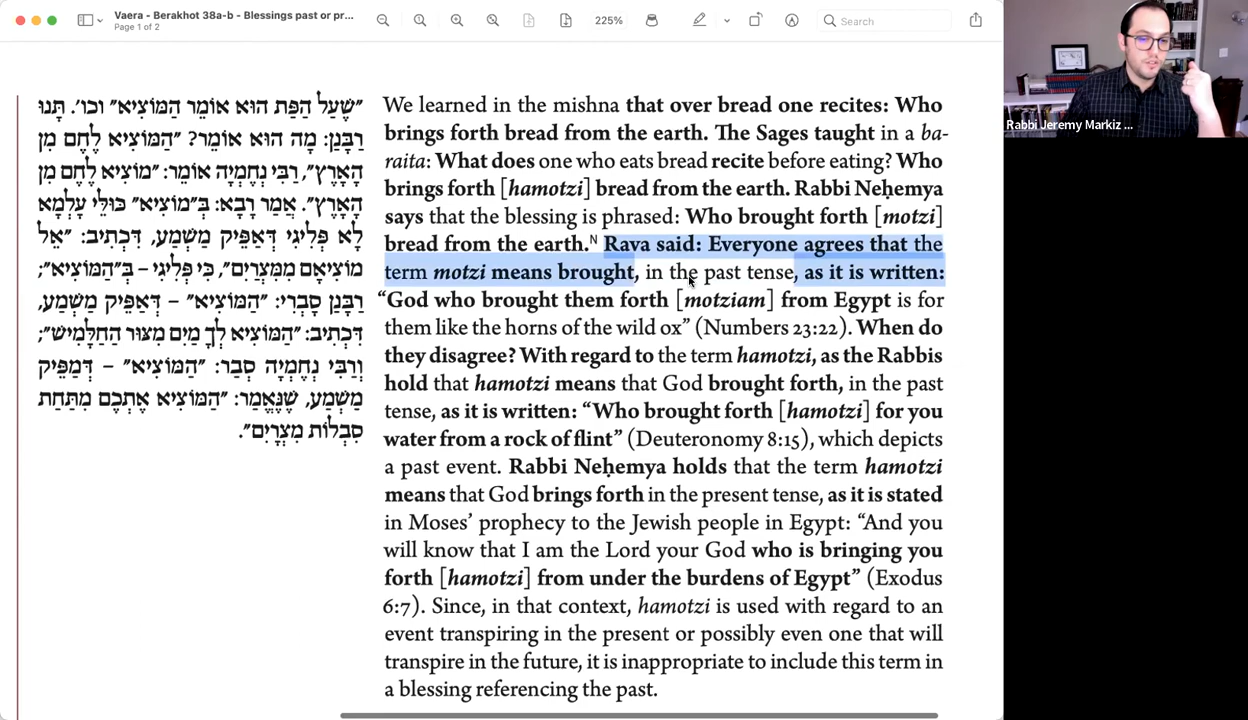 Vaera - Berakhot 38a-b - Blessings past or pr...
Page 1 of 2
225%
Search
Rabbi Jeremy Markiz ...
״שֶׁעַל הַפַּת הוּא אוֹמֵר הַמּוֹצִיא״ וכו׳. תָּנוּ
רַבָּנַן: מָה הוּא אוֹמֵר? ״הַמּוֹצִיא לֶחֶם מִן
הָאָרֶץ״, רַבִּי נְחֶמְיָה אוֹמֵר: ״מוֹצִיא לֶחֶם מִן
הָאָרֶץ״. אֲמַר רָבָא: בְּ״מוֹצִיא״ כּוּלֵּי עָלְמָא
לָא פְּלִיגִי דְּאַפֵּיק מַשְׁמַע, דִּכְתִיב: ״אֵל
מוֹצִיאָם מִמִּצְרַיִם״, כִּי פְּלִיגִי – בְּ״הַמּוֹצִיא״;
רַבָּנַן סָבְרִי: ״הַמּוֹצִיא״ – דְּאַפֵּיק מַשְׁמַע,
דִּכְתִיב: ״הַמּוֹצִיא לְךָ מַיִם מִצּוּר הַחַלָּמִישׁ״;
וְרַבִּי נְחֶמְיָה סָבַר: ״הַמּוֹצִיא״ – דְּמַפֵּיק
מַשְׁמַע, שֶׁנֶּאֱמַר: ״הַמּוֹצִיא אֶתְכֶם מִתַּחַת
סִבְלוֹת מִצְרָיִם״.
We learned in the mishna that over bread one recites: Who
brings forth bread from the earth. The Sages taught in a ba-
raita: What does one who eats bread recite before eating? Who
brings forth [hamotzi] bread from the earth. Rabbi Neḥemya
says that the blessing is phrased: Who brought forth [motzi]
bread from the earth.ᴺ Rava said: Everyone agrees that the
term motzi means brought, in the past tense, as it is written:
“God who brought them forth [motziam] from Egypt is for
them like the horns of the wild ox” (Numbers 23:22). When do
they disagree? With regard to the term hamotzi, as the Rabbis
hold that hamotzi means that God brought forth, in the past
tense, as it is written: “Who brought forth [hamotzi] for you
water from a rock of flint” (Deuteronomy 8:15), which depicts
a past event. Rabbi Neḥemya holds that the term hamotzi
means that God brings forth in the present tense, as it is stated
in Moses’ prophecy to the Jewish people in Egypt: “And you
will know that I am the Lord your God who is bringing you
forth [hamotzi] from under the burdens of Egypt” (Exodus
6:7). Since, in that context, hamotzi is used with regard to an
event transpiring in the present or possibly even one that will
transpire in the future, it is inappropriate to include this term in
a blessing referencing the past.